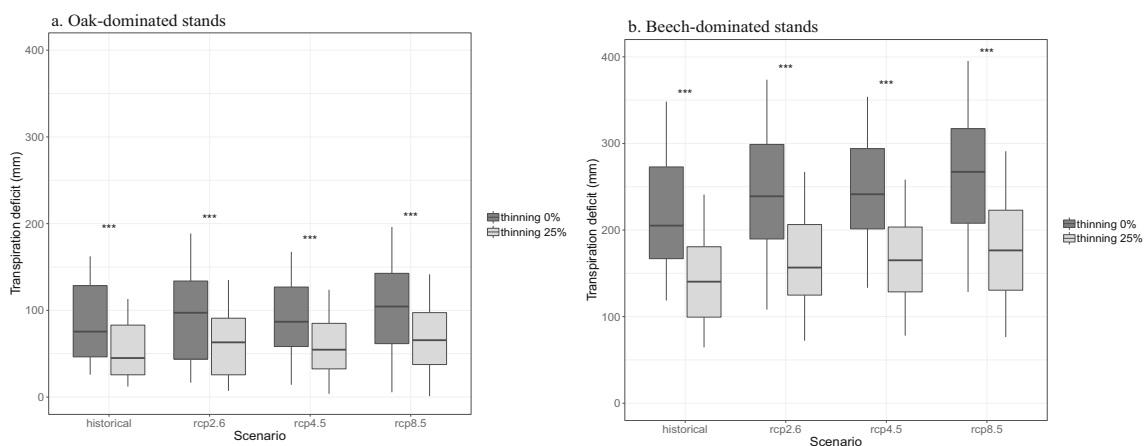 a. Oak-dominated stands
400
300
200
100
0
Transpiration deficit (mm)
***
***
***
***
historical
rcp2.6
rcp4.5
rcp8.5
Scenario
thinning 0%
thinning 25%
b. Beech-dominated stands
400
300
200
100
0
Transpiration deficit (mm)
***
***
***
***
historical
rcp2.6
rcp4.5
rcp8.5
Scenario
thinning 0%
thinning 25%